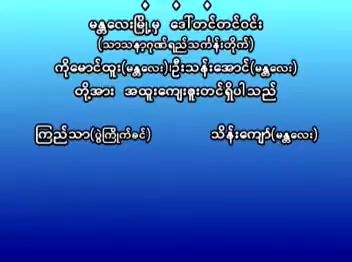 မန္တလေးမြို့မှ ဒေါ်တင်တင်ဝင်း
(သာသနာ့ဂုဏ်ရည်သင်္ကန်းတိုက်)
ကိုမောင်ထူး(မန္တလေး)၊ဦးသန်းအောင်(မန္တလေး)
တို့အား အထူးကျေးဇူးတင်ရှိပါသည်
ကြည်သာ(ပွဲကြိုက်ခင်) သိန်းကျော်(မန္တလေး)